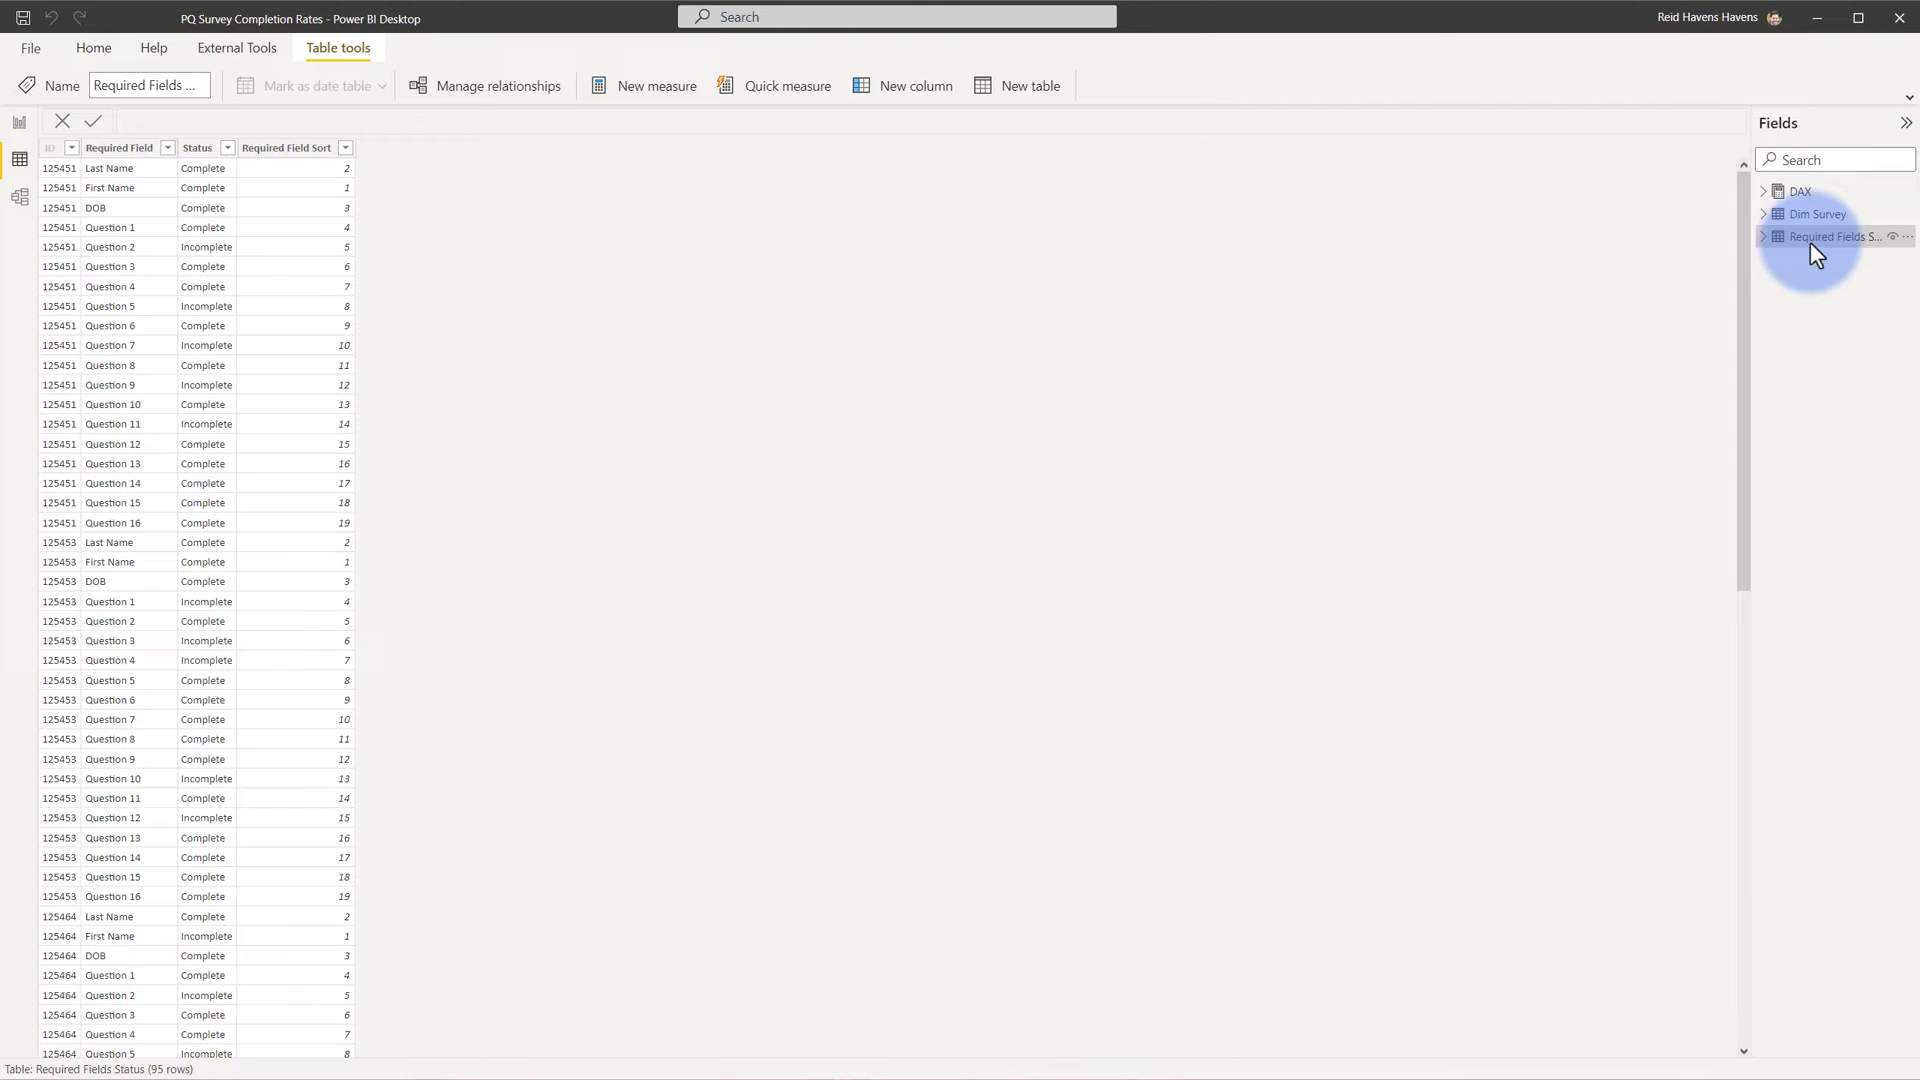 PQ Survey Completion Rates - Power BI Desktop
Search
Reid Havens Havens
File
Home
Help
External Tools
Table tools
Name
Required Fields ...
Mark as date table
Manage relationships
New measure
Quick measure
New column
New table
Fields
Search
DAX
Dim Survey
Required Fields S...
ID Required Field Status Required Field Sort
125451 Last Name Complete 2
125451 First Name Complete 1
125451 DOB Complete 3
125451 Question 1 Complete 4
125451 Question 2 Incomplete 5
125451 Question 3 Complete 6
125451 Question 4 Complete 7
125451 Question 5 Incomplete 8
125451 Question 6 Complete 9
125451 Question 7 Incomplete 10
125451 Question 8 Complete 11
125451 Question 9 Incomplete 12
125451 Question 10 Complete 13
125451 Question 11 Incomplete 14
125451 Question 12 Complete 15
125451 Question 13 Complete 16
125451 Question 14 Complete 17
125451 Question 15 Complete 18
125451 Question 16 Complete 19
125453 Last Name Complete 2
125453 First Name Complete 1
125453 DOB Complete 3
125453 Question 1 Incomplete 4
125453 Question 2 Complete 5
125453 Question 3 Incomplete 6
125453 Question 4 Incomplete 7
125453 Question 5 Complete 8
125453 Question 6 Complete 9
125453 Question 7 Complete 10
125453 Question 8 Complete 11
125453 Question 9 Complete 12
125453 Question 10 Incomplete 13
125453 Question 11 Complete 14
125453 Question 12 Incomplete 15
125453 Question 13 Complete 16
125453 Question 14 Complete 17
125453 Question 15 Complete 18
125453 Question 16 Complete 19
125464 Last Name Complete 2
125464 First Name Incomplete 1
125464 DOB Complete 3
125464 Question 1 Complete 4
125464 Question 2 Incomplete 5
125464 Question 3 Complete 6
125464 Question 4 Complete 7
125464 Question 5 Incomplete 8
Table: Required Fields Status (95 rows)